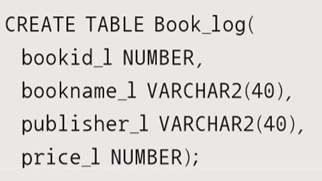 CREATE TABLE Book_log(
bookid_l NUMBER,
bookname_l VARCHAR2(40),
publisher_l VARCHAR2(40),
price_l NUMBER);